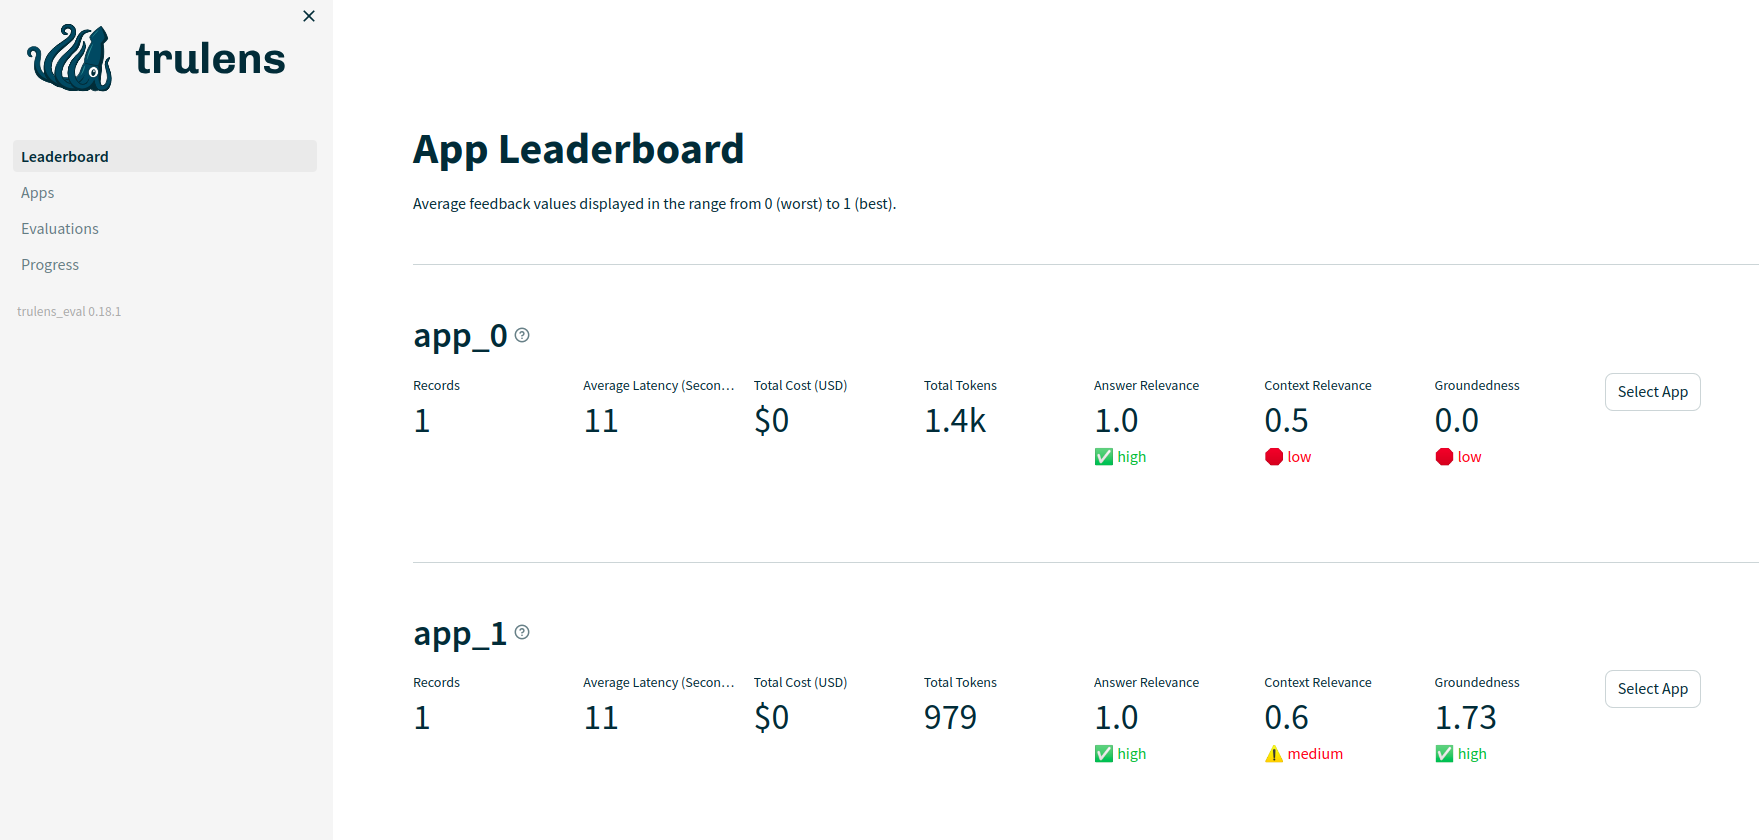 trulens
Leaderboard
Apps
Evaluations
Progress
trulens_eval 0.18.1
App Leaderboard
Average feedback values displayed in the range from 0 (worst) to 1 (best).
app_0
Records Average Latency (Secon… Total Cost (USD) Total Tokens Answer Relevance Context Relevance Groundedness Select App
1 11 $0 1.4k 1.0 0.5 0.0
high low low
app_1
Records Average Latency (Secon… Total Cost (USD) Total Tokens Answer Relevance Context Relevance Groundedness Select App
1 11 $0 979 1.0 0.6 1.73
high medium high